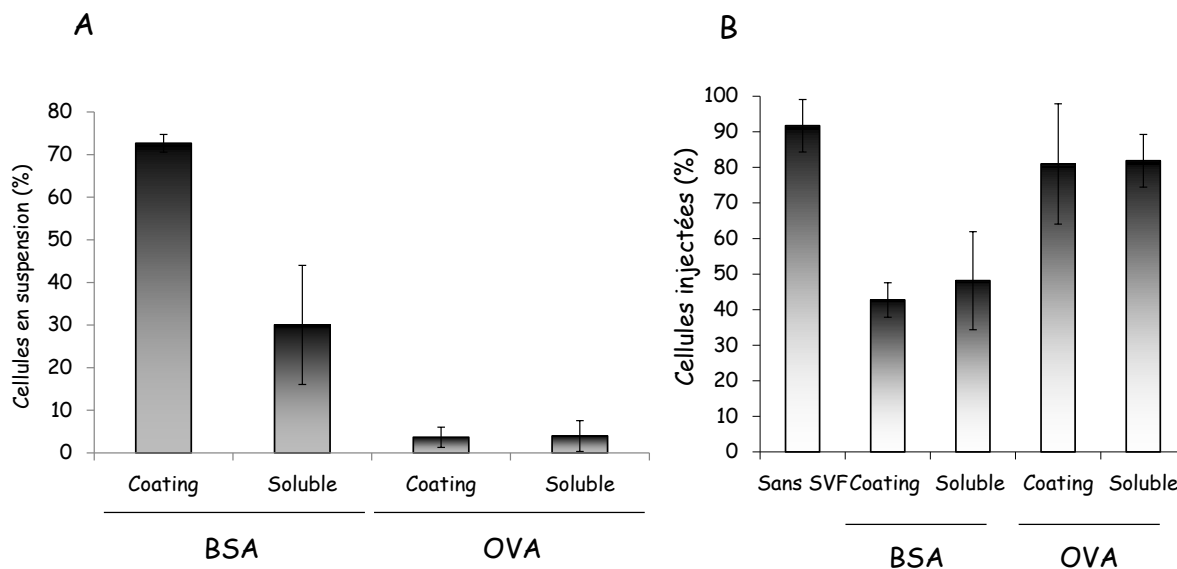 A
Cellules en suspension (%)
80
70
60
50
40
30
20
10
0
Coating Soluble Coating Soluble
BSA OVA
B
Cellules injectées (%)
100
90
80
70
60
50
40
30
20
10
0
Sans SVF Coating Soluble Coating Soluble
BSA OVA